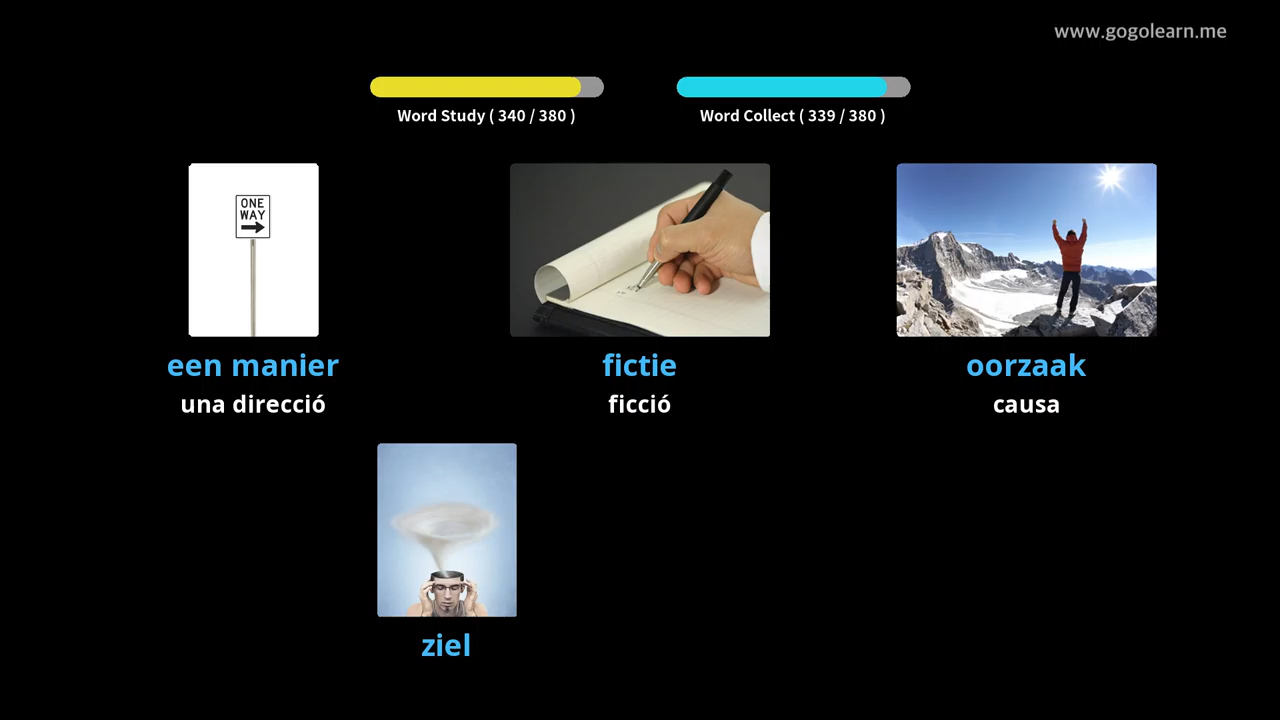 www.gogolearn.me
Word Study ( 340 / 380 )
Word Collect ( 339 / 380 )
ONE
WAY
een manier
una direcció
fictie
ficció
oorzaak
causa
ziel